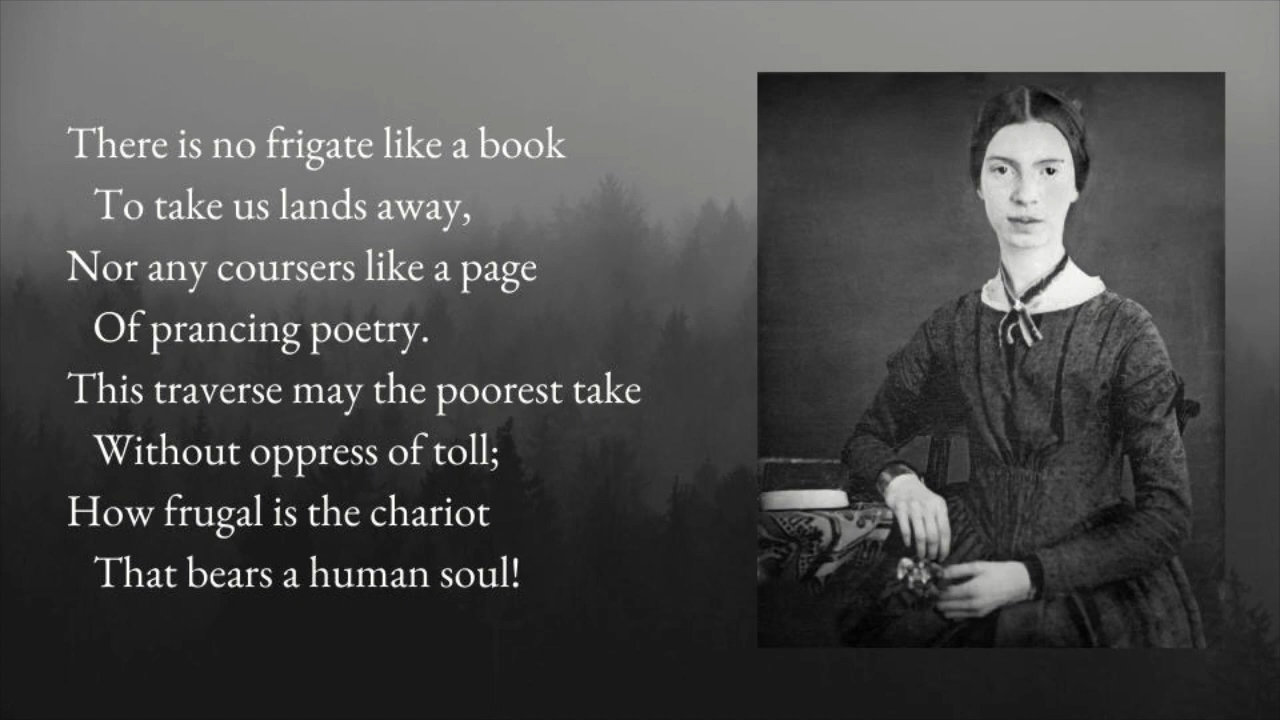 There is no frigate like a book
To take us lands away,
Nor any coursers like a page
Of prancing poetry.
This traverse may the poorest take
Without oppress of toll;
How frugal is the chariot
That bears a human soul!